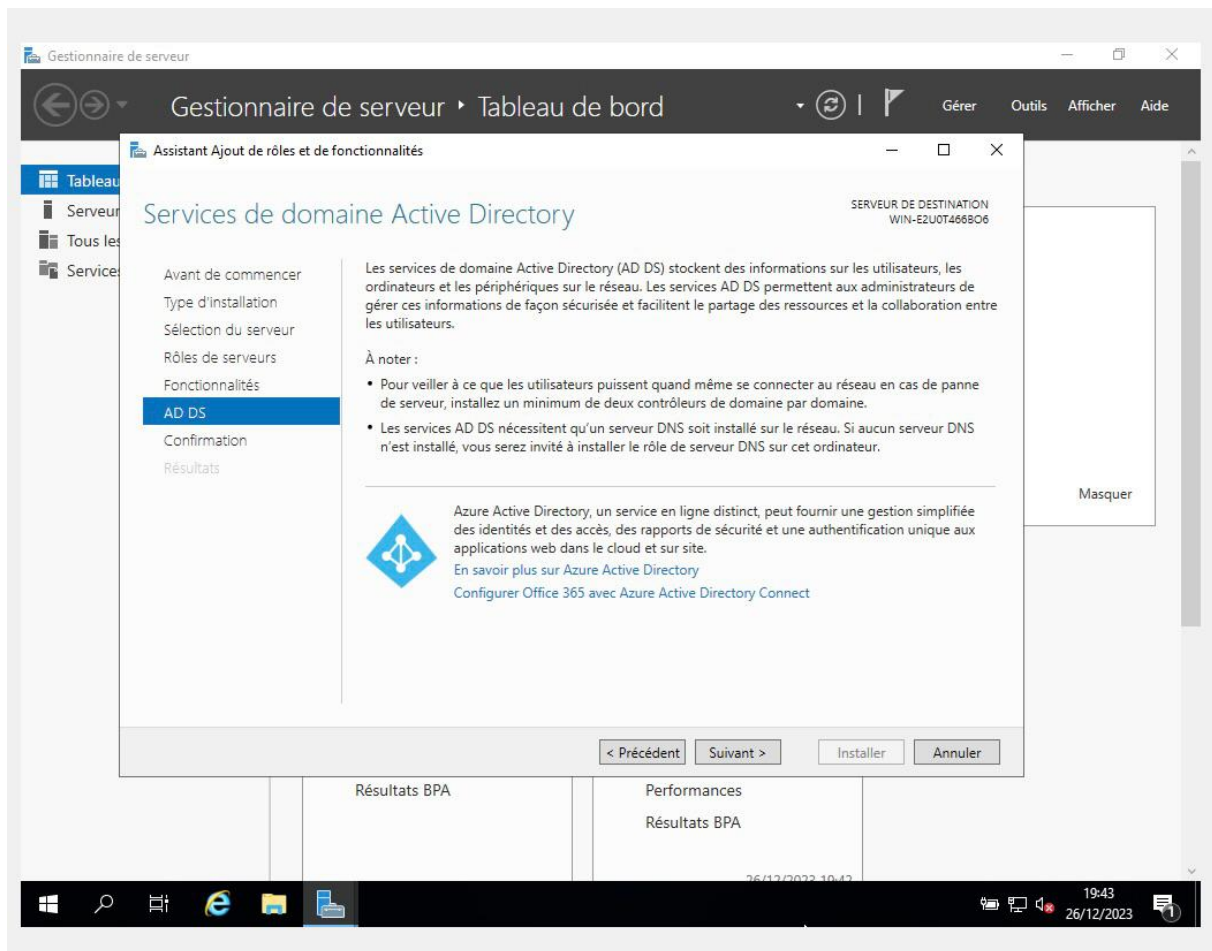 Gestionnaire de serveur
Gestionnaire de serveur ‣ Tableau de bord
Gérer Outils Afficher Aide
Assistant Ajout de rôles et de fonctionnalités
Tableau
Serveur
Tous les
Services
Services de domaine Active Directory
SERVEUR DE DESTINATION
WIN-E2U0T466BO6
Avant de commencer
Type d'installation
Sélection du serveur
Rôles de serveurs
Fonctionnalités
AD DS
Confirmation
Résultats
Les services de domaine Active Directory (AD DS) stockent des informations sur les utilisateurs, les
ordinateurs et les périphériques sur le réseau. Les services AD DS permettent aux administrateurs de
gérer ces informations de façon sécurisée et facilitent le partage des ressources et la collaboration entre
les utilisateurs.
À noter :
• Pour veiller à ce que les utilisateurs puissent quand même se connecter au réseau en cas de panne
de serveur, installez un minimum de deux contrôleurs de domaine par domaine.
• Les services AD DS nécessitent qu'un serveur DNS soit installé sur le réseau. Si aucun serveur DNS
n'est installé, vous serez invité à installer le rôle de serveur DNS sur cet ordinateur.
Azure Active Directory, un service en ligne distinct, peut fournir une gestion simplifiée
des identités et des accès, des rapports de sécurité et une authentification unique aux
applications web dans le cloud et sur site.
En savoir plus sur Azure Active Directory
Configurer Office 365 avec Azure Active Directory Connect
Masquer
< Précédent Suivant > Installer Annuler
Résultats BPA
Performances
Résultats BPA
26/12/2023 19:42
19:43
26/12/2023
1